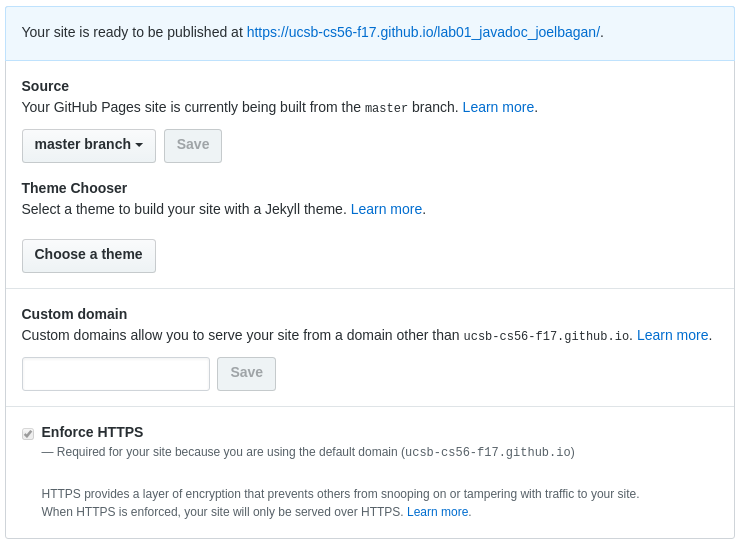 Your site is ready to be published at https://ucsb-cs56-f17.github.io/lab01_javadoc_joelbagan/.
Source
Your GitHub Pages site is currently being built from the master branch. Learn more.
master branch Save
Theme Chooser
Select a theme to build your site with a Jekyll theme. Learn more.
Choose a theme
Custom domain
Custom domains allow you to serve your site from a domain other than ucsb-cs56-f17.github.io. Learn more.
Save
Enforce HTTPS
— Required for your site because you are using the default domain (ucsb-cs56-f17.github.io)
HTTPS provides a layer of encryption that prevents others from snooping on or tampering with traffic to your site.
When HTTPS is enforced, your site will only be served over HTTPS. Learn more.